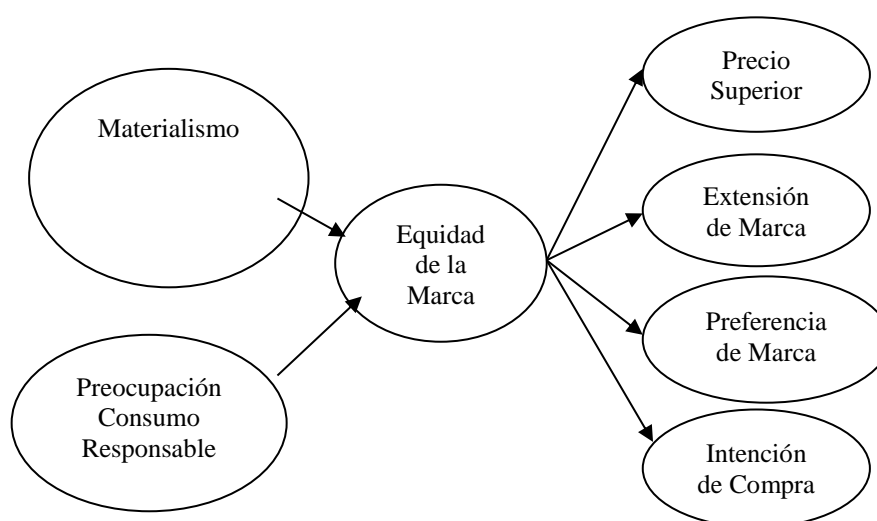 Materialismo
Preocupación
Consumo
Responsable
Equidad
de la
Marca
Precio
Superior
Extensión
de Marca
Preferencia
de Marca
Intención
de Compra